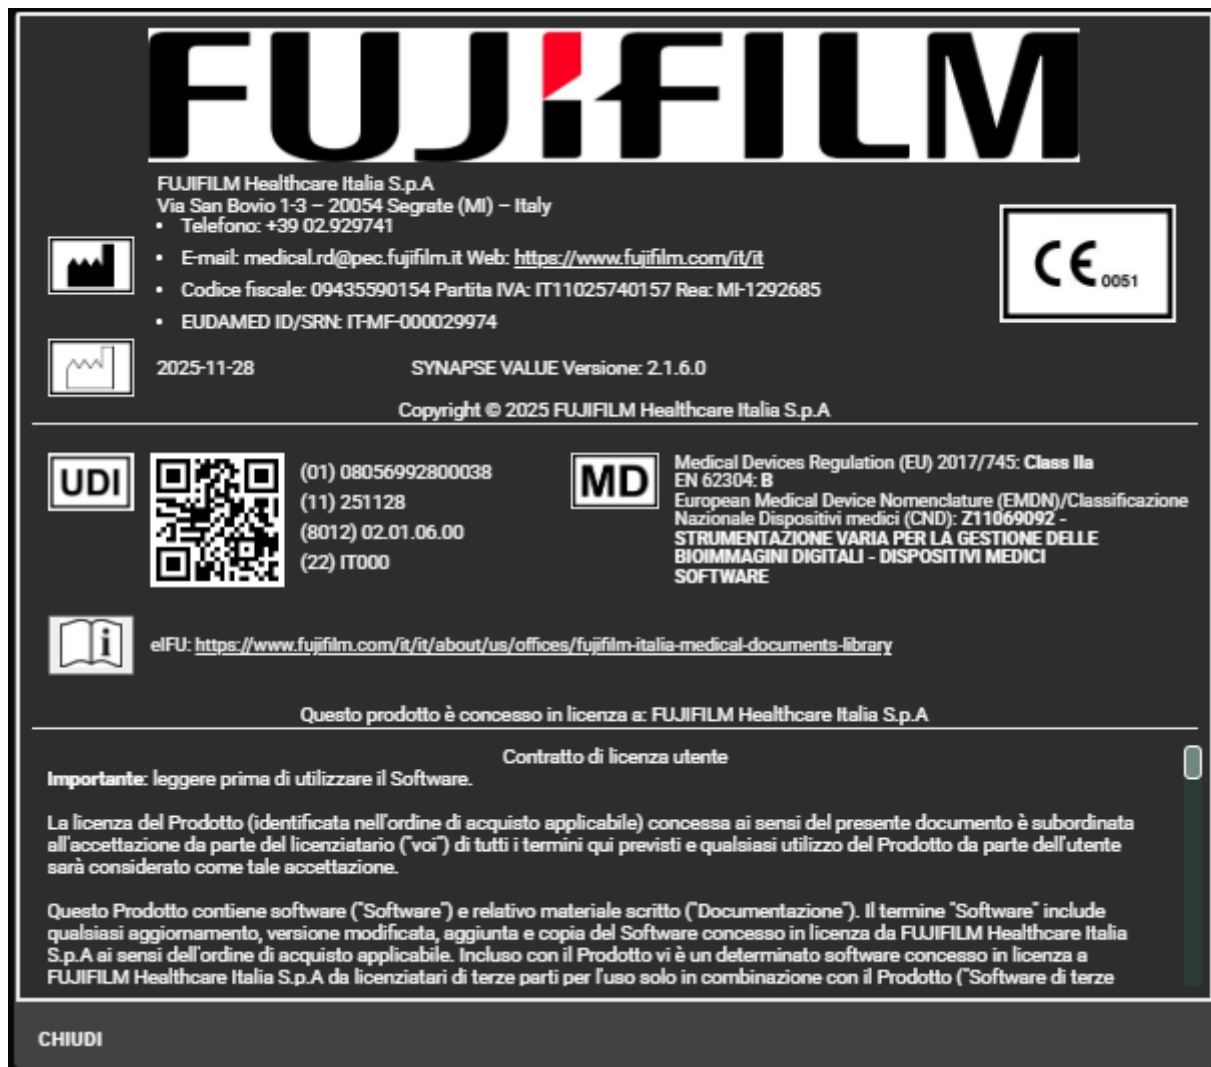 FUJIFILM
FUJIFILM Healthcare Italia S.p.A
Via San Bovio 1-3 – 20054 Segrate (MI) – Italy
• Telefono: +39 02.929741
• E-mail: medical.rd@pec.fujifilm.it Web: https://www.fujifilm.com/it/it
• Codice fiscale: 09435590154 Partita IVA: IT11025740157 Rea: MI-1292685
• EUDAMED ID/SRN: IT-MF-000029974
CE 0051
2025-11-28 SYNAPSE VALUE Versione: 2.1.6.0
Copyright © 2025 FUJIFILM Healthcare Italia S.p.A
UDI
(01) 08056992800038
(11) 251128
(8012) 02.01.06.00
(22) IT000
MD
Medical Devices Regulation (EU) 2017/745: Class IIa
EN 62304: B
European Medical Device Nomenclature (EMDN)/Classificazione
Nazionale Dispositivi medici (CND): Z11069092 -
STRUMENTAZIONE VARIA PER LA GESTIONE DELLE
BIOIMMAGINI DIGITALI - DISPOSITIVI MEDICI
SOFTWARE
i
eIFU: https://www.fujifilm.com/it/it/about/us/offices/fujifilm-italia-medical-documents-library
Questo prodotto è concesso in licenza a: FUJIFILM Healthcare Italia S.p.A
Contratto di licenza utente
Importante: leggere prima di utilizzare il Software.
La licenza del Prodotto (identificata nell'ordine di acquisto applicabile) concessa ai sensi del presente documento è subordinata
all'accettazione da parte del licenziatario ("voi") di tutti i termini qui previsti e qualsiasi utilizzo del Prodotto da parte dell'utente
sarà considerato come tale accettazione.
Questo Prodotto contiene software ("Software") e relativo materiale scritto ("Documentazione"). Il termine "Software" include
qualsiasi aggiornamento, versione modificata, aggiunta e copia del Software concesso in licenza da FUJIFILM Healthcare Italia
S.p.A ai sensi dell'ordine di acquisto applicabile. Incluso con il Prodotto vi è un determinato software concesso in licenza a
FUJIFILM Healthcare Italia S.p.A da licenziatari di terze parti per l'uso solo in combinazione con il Prodotto ("Software di terze
CHIUDI